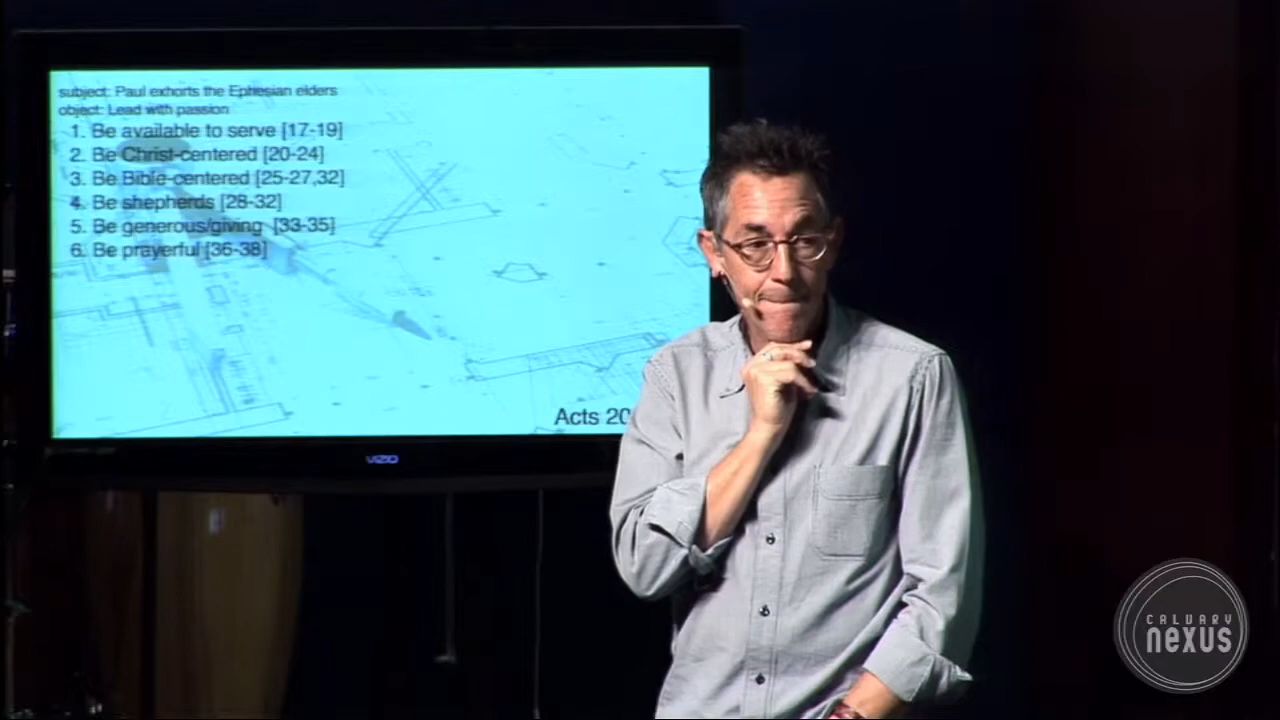 subject: Paul exhorts the Ephesian elders
object: Lead with passion
1. Be available to serve [17-19]
2. Be Christ-centered [20-24]
3. Be Bible-centered [25-27,32]
4. Be shepherds [28-32]
5. Be generous/giving [33-35]
6. Be prayerful [36-38]
Acts 20
VIZIO
CALVARY
nexus